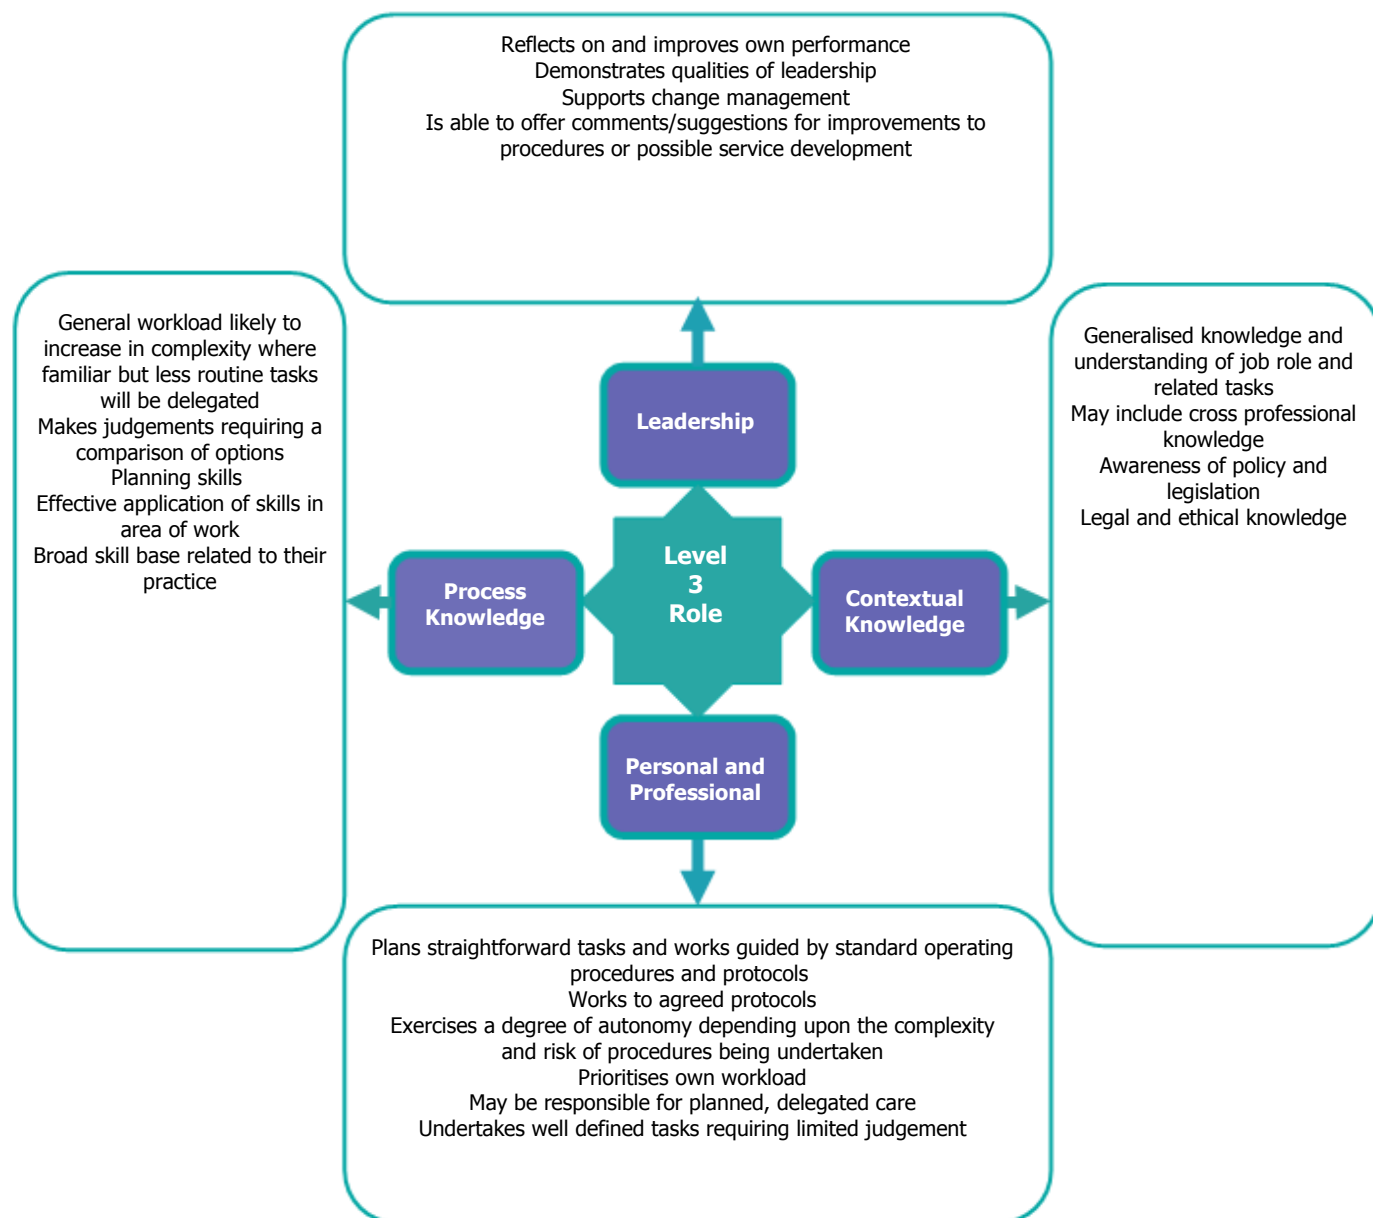 Reflects on and improves own performance
Demonstrates qualities of leadership
Supports change management
Is able to offer comments/suggestions for improvements to
procedures or possible service development
General workload likely to
increase in complexity where
familiar but less routine tasks
will be delegated
Makes judgements requiring a
comparison of options
Planning skills
Effective application of skills in
area of work
Broad skill base related to their
practice
Leadership
Process
Knowledge
Level
3
Role
Contextual
Knowledge
Personal and
Professional
Generalised knowledge and
understanding of job role and
related tasks
May include cross professional
knowledge
Awareness of policy and
legislation
Legal and ethical knowledge
Plans straightforward tasks and works guided by standard operating
procedures and protocols
Works to agreed protocols
Exercises a degree of autonomy depending upon the complexity
and risk of procedures being undertaken
Prioritises own workload
May be responsible for planned, delegated care
Undertakes well defined tasks requiring limited judgement